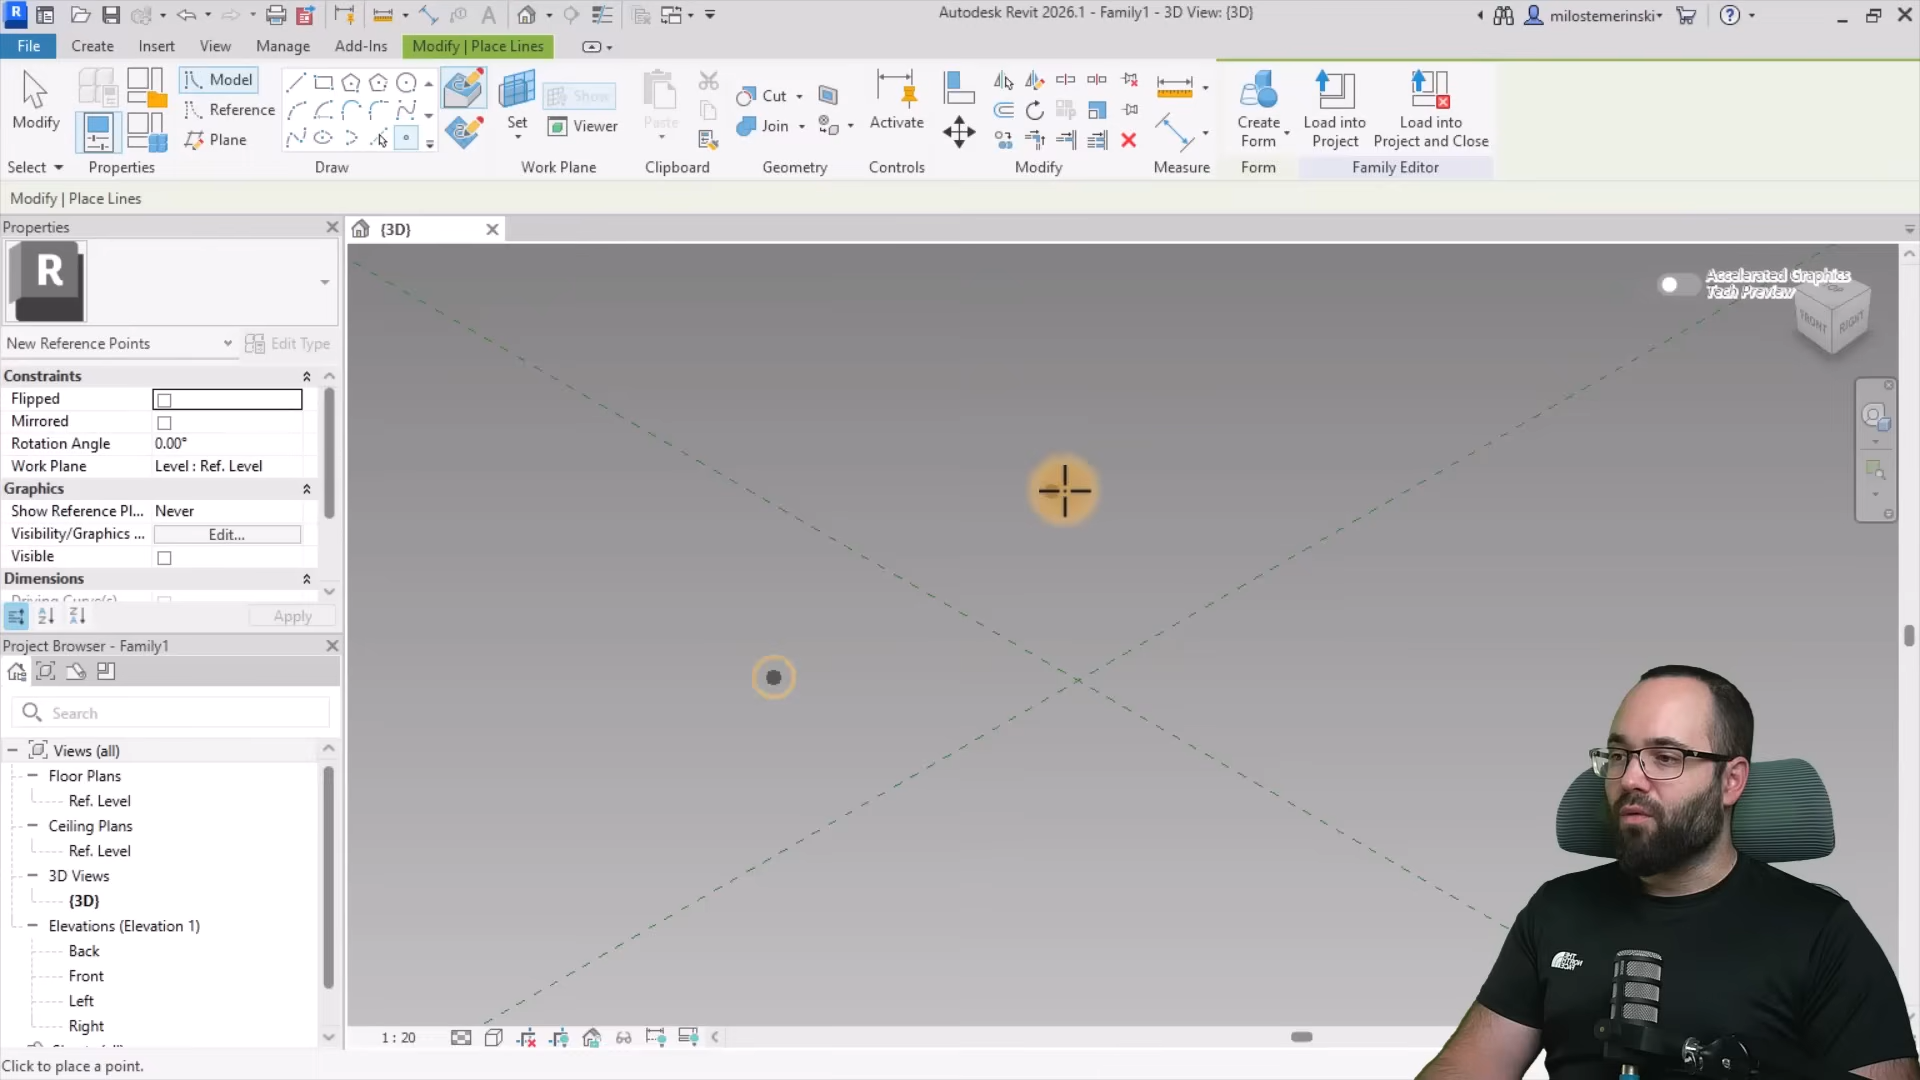 Autodesk Revit 2026.1 - Family1 - 3D View: {3D}
milostemerinski
File
Create
Insert
View
Manage
Add-Ins
Modify | Place Lines
Modify
Model
Reference
Plane
Set
Show
Viewer
Paste
Cut
Join
Activate
Create
Form
Load into
Project
Load into
Project and Close
Select
Properties
Draw
Work Plane
Clipboard
Geometry
Controls
Modify
Measure
Form
Family Editor
Modify | Place Lines
Properties
{3D}
R
Accelerated Graphics
Tech Preview
FRONT
RIGHT
New Reference Points
Edit Type
Constraints
Flipped
Mirrored
Rotation Angle 0.00°
Work Plane Level : Ref. Level
Graphics
Show Reference Pl... Never
Visibility/Graphics ... Edit...
Visible
Dimensions
Driving Curve(s)
Apply
Project Browser - Family1
Search
Views (all)
Floor Plans
Ref. Level
Ceiling Plans
Ref. Level
3D Views
{3D}
Elevations (Elevation 1)
Back
Front
Left
Right
1 : 20
Click to place a point.
THE
NORTH
FACE